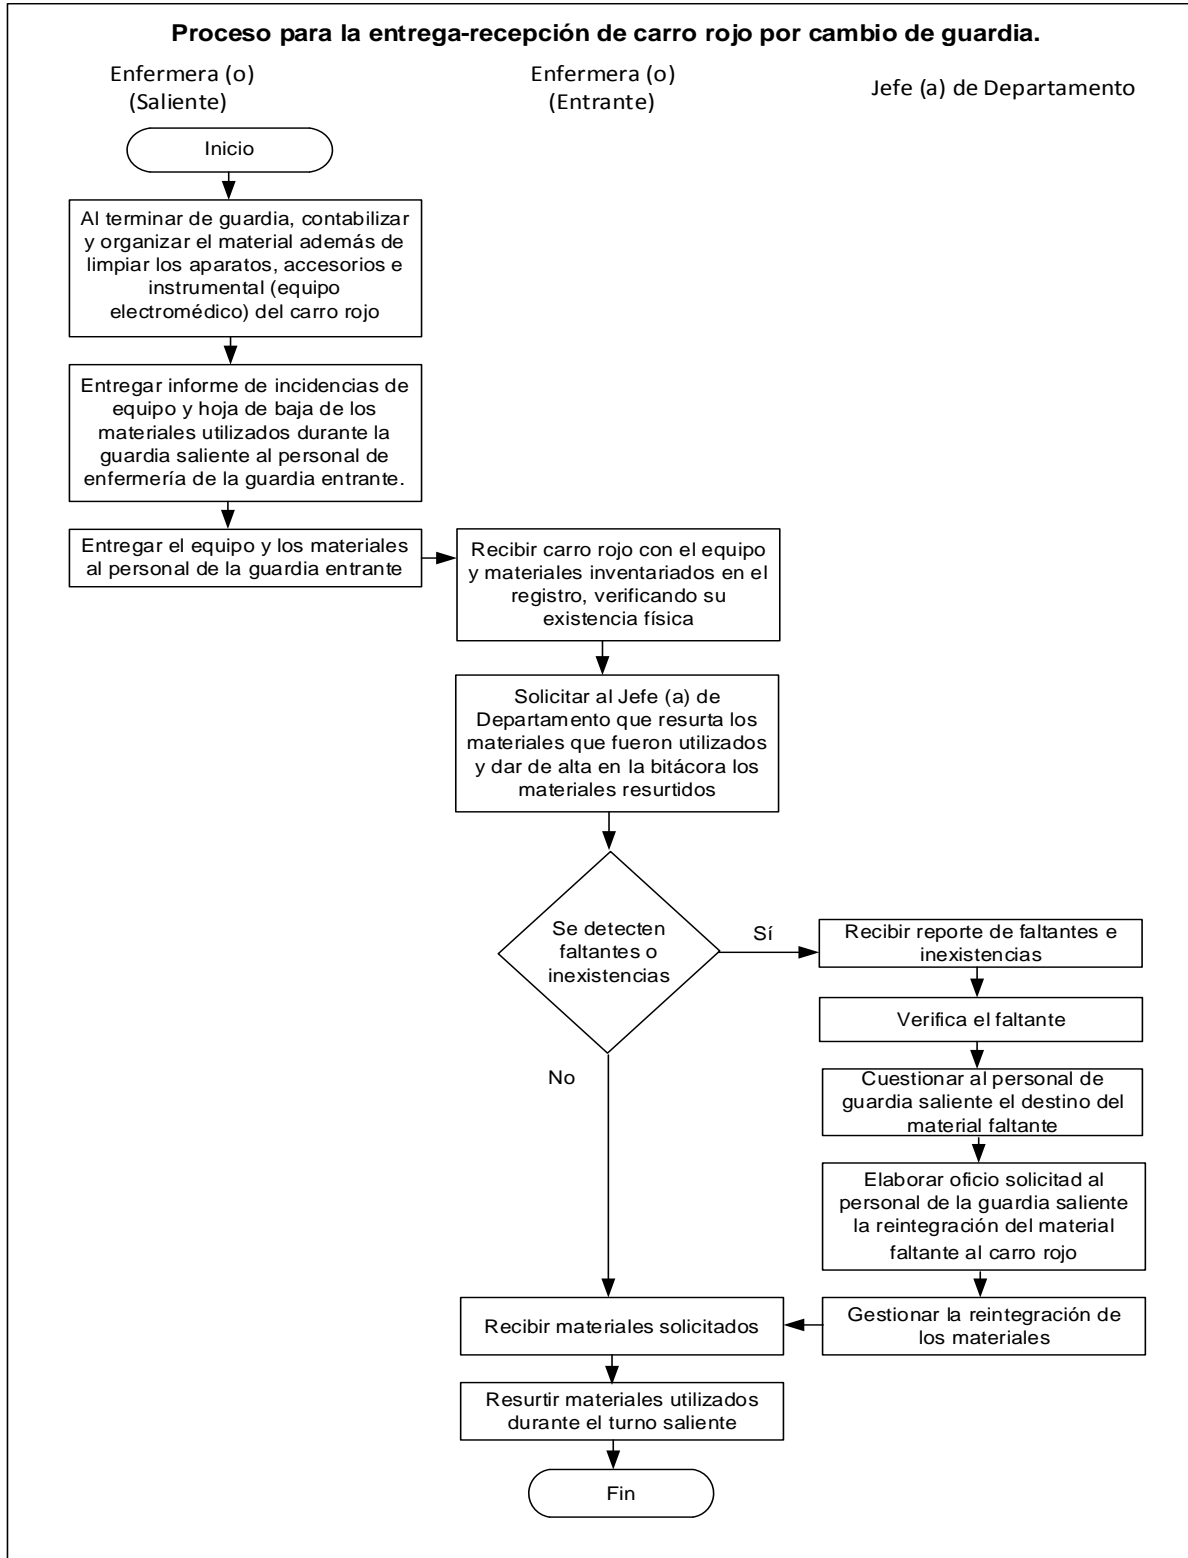 Proceso para la entrega-recepción de carro rojo por cambio de guardia.
Enfermera (o)
(Saliente)
Enfermera (o)
(Entrante)
Jefe (a) de Departamento
Inicio
Al terminar de guardia, contabilizar
y organizar el material además de
limpiar los aparatos, accesorios e
instrumental (equipo
electromédico) del carro rojo
Entregar informe de incidencias de
equipo y hoja de baja de los
materiales utilizados durante la
guardia saliente al personal de
enfermería de la guardia entrante.
Entregar el equipo y los materiales
al personal de la guardia entrante
Recibir carro rojo con el equipo
y materiales inventariados en el
registro, verificando su
existencia física
Solicitar al Jefe (a) de
Departamento que resurta los
materiales que fueron utilizados
y dar de alta en la bitácora los
materiales resurtidos
Se detecten
faltantes o
inexistencias
Sí
Recibir reporte de faltantes e
inexistencias
Verifica el faltante
Cuestionar al personal de
guardia saliente el destino del
material faltante
Elaborar oficio solicitad al
personal de la guardia saliente
la reintegración del material
faltante al carro rojo
Gestionar la reintegración de
los materiales
No
Recibir materiales solicitados
Resurtir materiales utilizados
durante el turno saliente
Fin